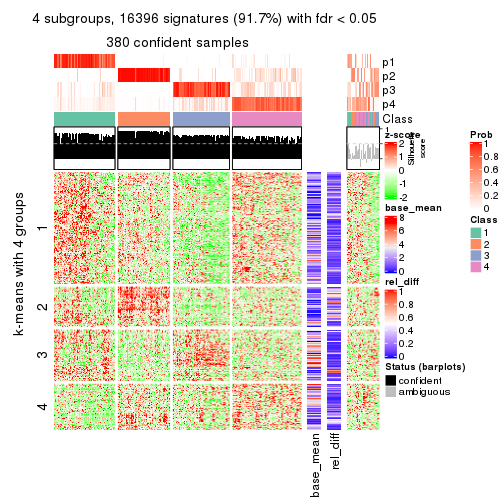 4 subgroups, 16396 signatures (91.7%) with fdr < 0.05
380 confident samples
p1
p2
p3
p4
Class
1
Silhouette
score
k-means with 4 groups
1
2
3
4
base_mean
rel_diff
z-score
2
1
0
-1
-2
base_mean
8
6
4
2
0
rel_diff
1
0.8
0.6
0.4
0.2
0
Status (barplots)
confident
ambiguous
Prob
1
0.8
0.6
0.4
0.2
0
Class
1
2
3
4